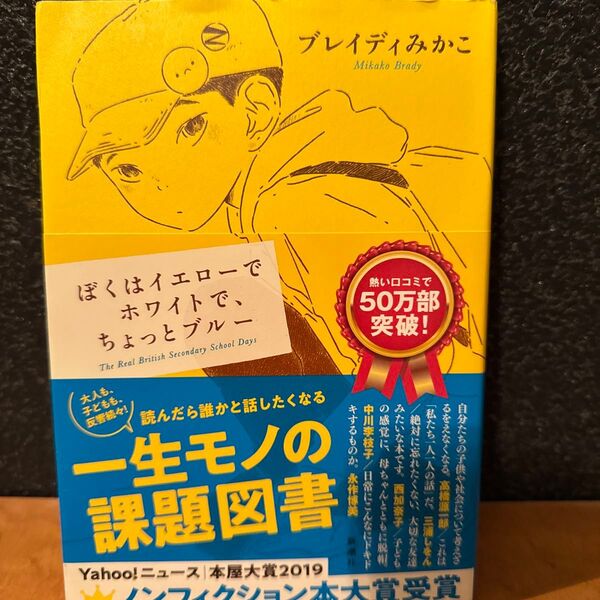 ブレイディみかこ
Mikako Brady
ぼくはイエローで
ホワイトで、
ちょっとブルー
The Real British Secondary School Days
熱い口コミで
50万部
突破!
大人も、
子どもも、
反響続々!
読んだら誰かと話したくなる
一生モノの
課題図書
自分たちの子供や社会について考えざ
るをえなくなる。高橋源一郎/これは
「私たち一人一人の話」だ。三浦しをん
/絶対に忘れたくない、大切な友達
みたいな本です。西加奈子/子ども
の感覚に、母ちゃんとともに脱帽。
中川李枝子/日常にこんなにドキド
キするものか。永作博美
新潮社
Yahoo!ニュース|本屋大賞2019
ノンフィクション本大賞受賞